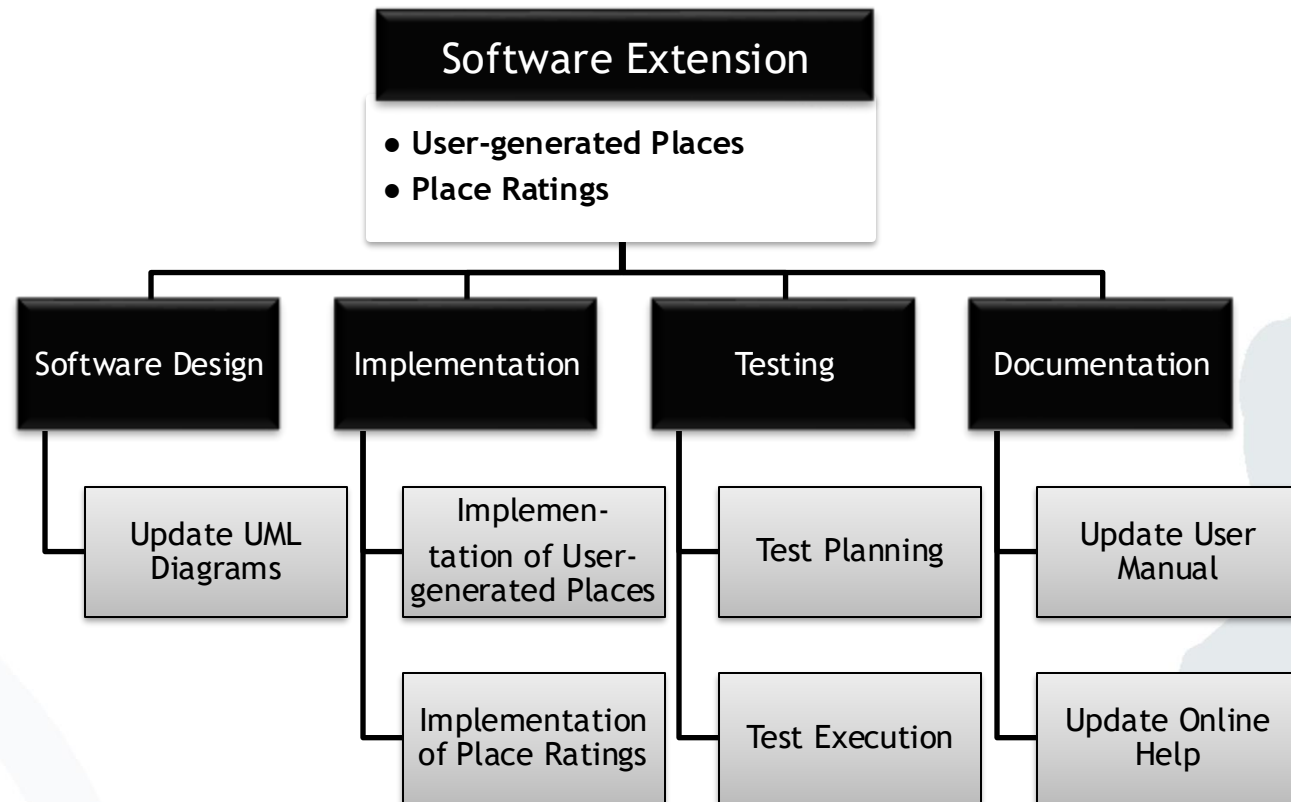 Software Extension
● User-generated Places
● Place Ratings
Software Design
Implementation
Testing
Documentation
Update UML
Diagrams
Implemen-
tation of User-
generated Places
Test Planning
Update User
Manual
Implementation
of Place Ratings
Test Execution
Update Online
Help